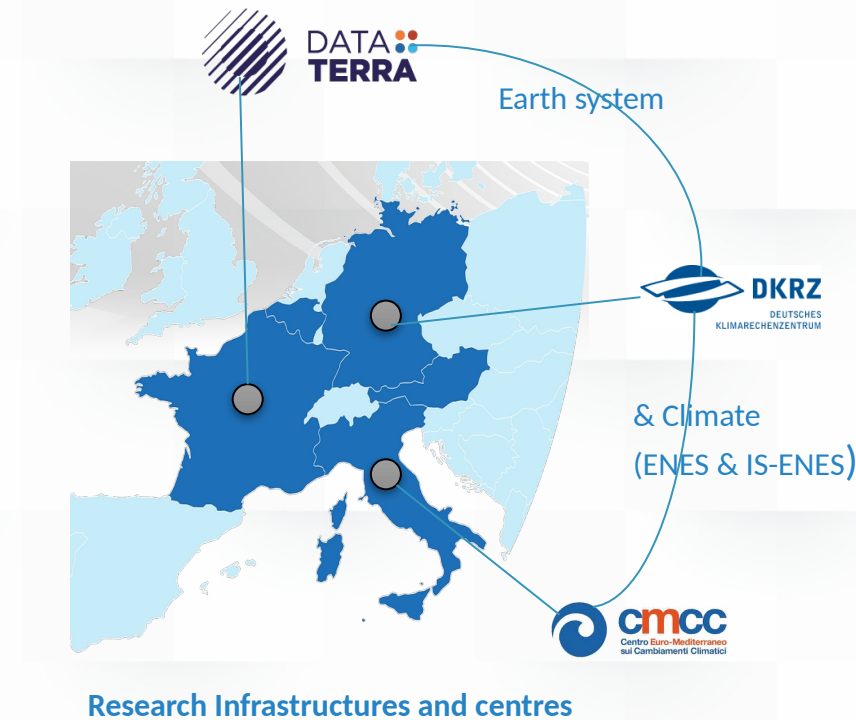 DATA
TERRA
Earth system
DKRZ
DEUTSCHES
KLIMARECHENZENTRUM
& Climate
(ENES & IS-ENES)
cmcc
Centro Euro-Mediterraneo
sui Cambiamenti Climatici
Research Infrastructures and centres